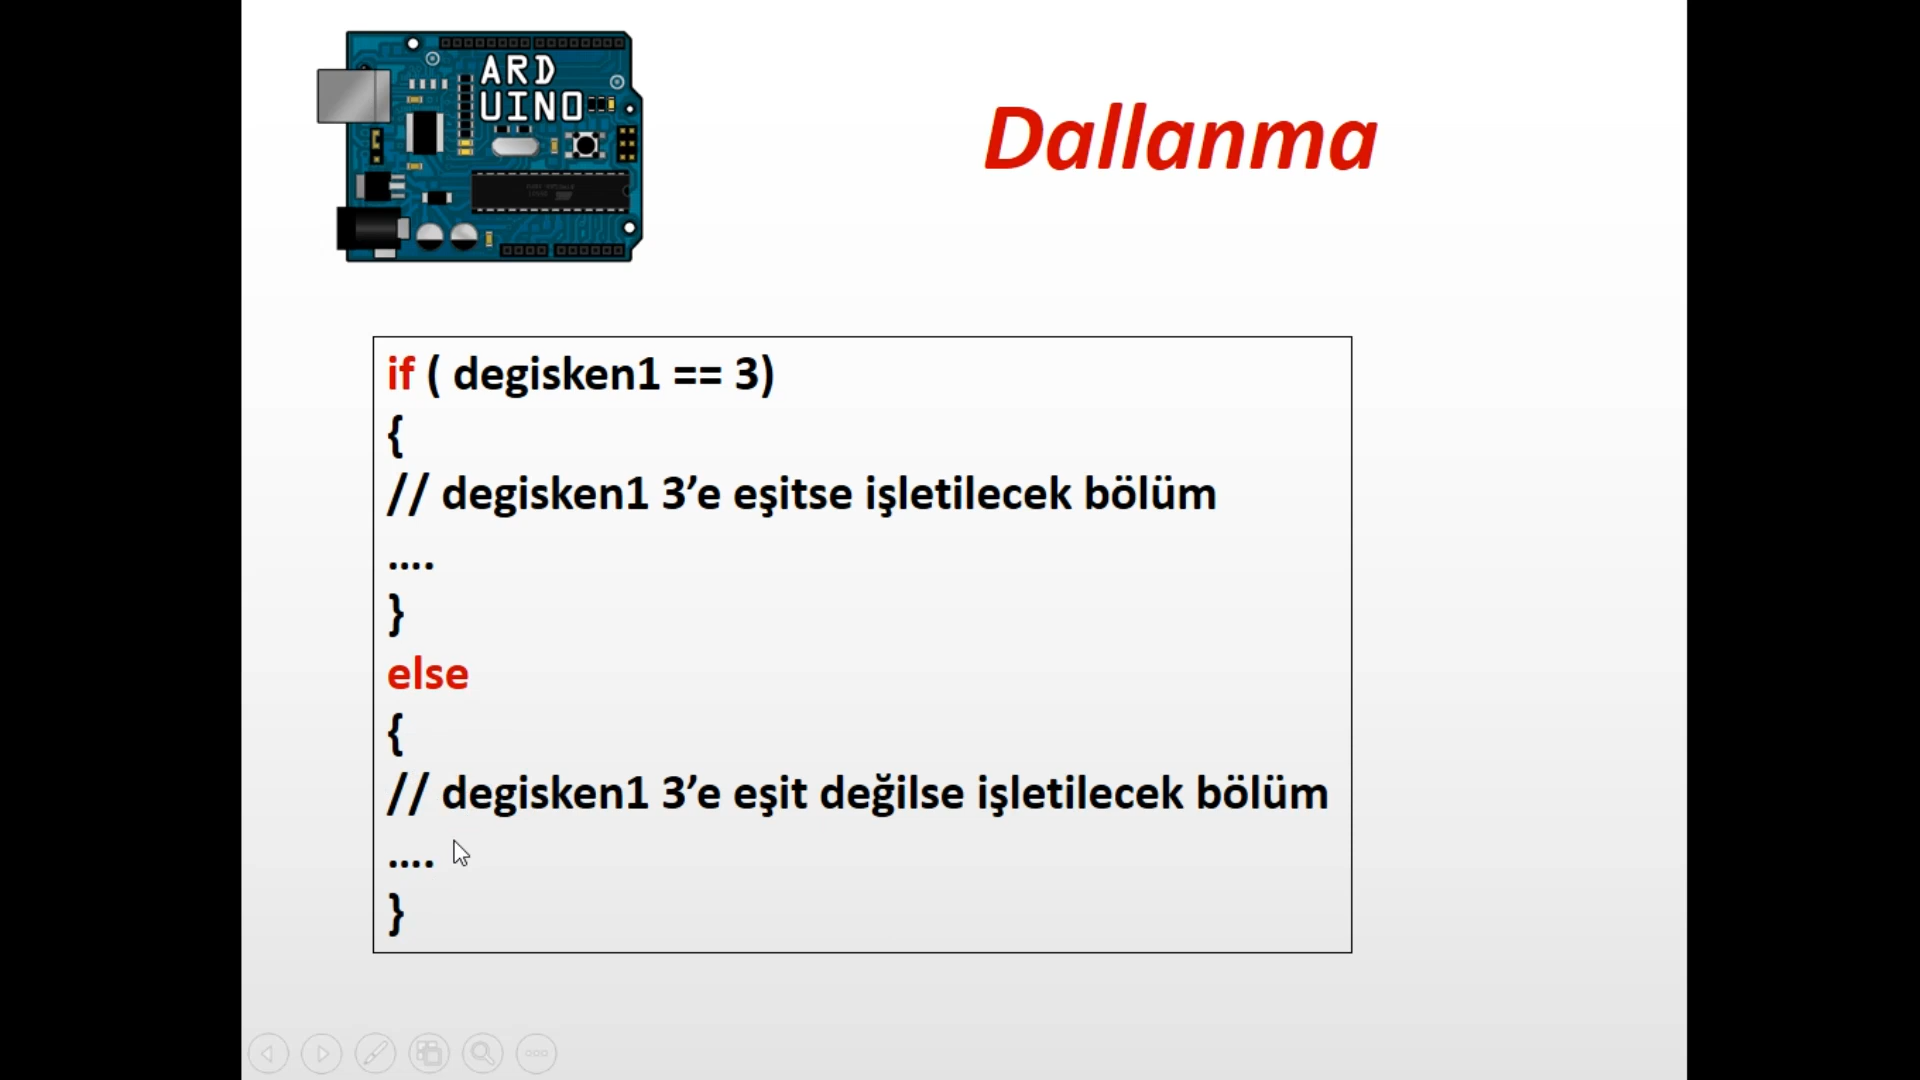 ARD
UINO
Dallanma
if ( degisken1 == 3)
{
// degisken1 3’e eşitse işletilecek bölüm
....
}
else
{
// degisken1 3’e eşit değilse işletilecek bölüm
....
}